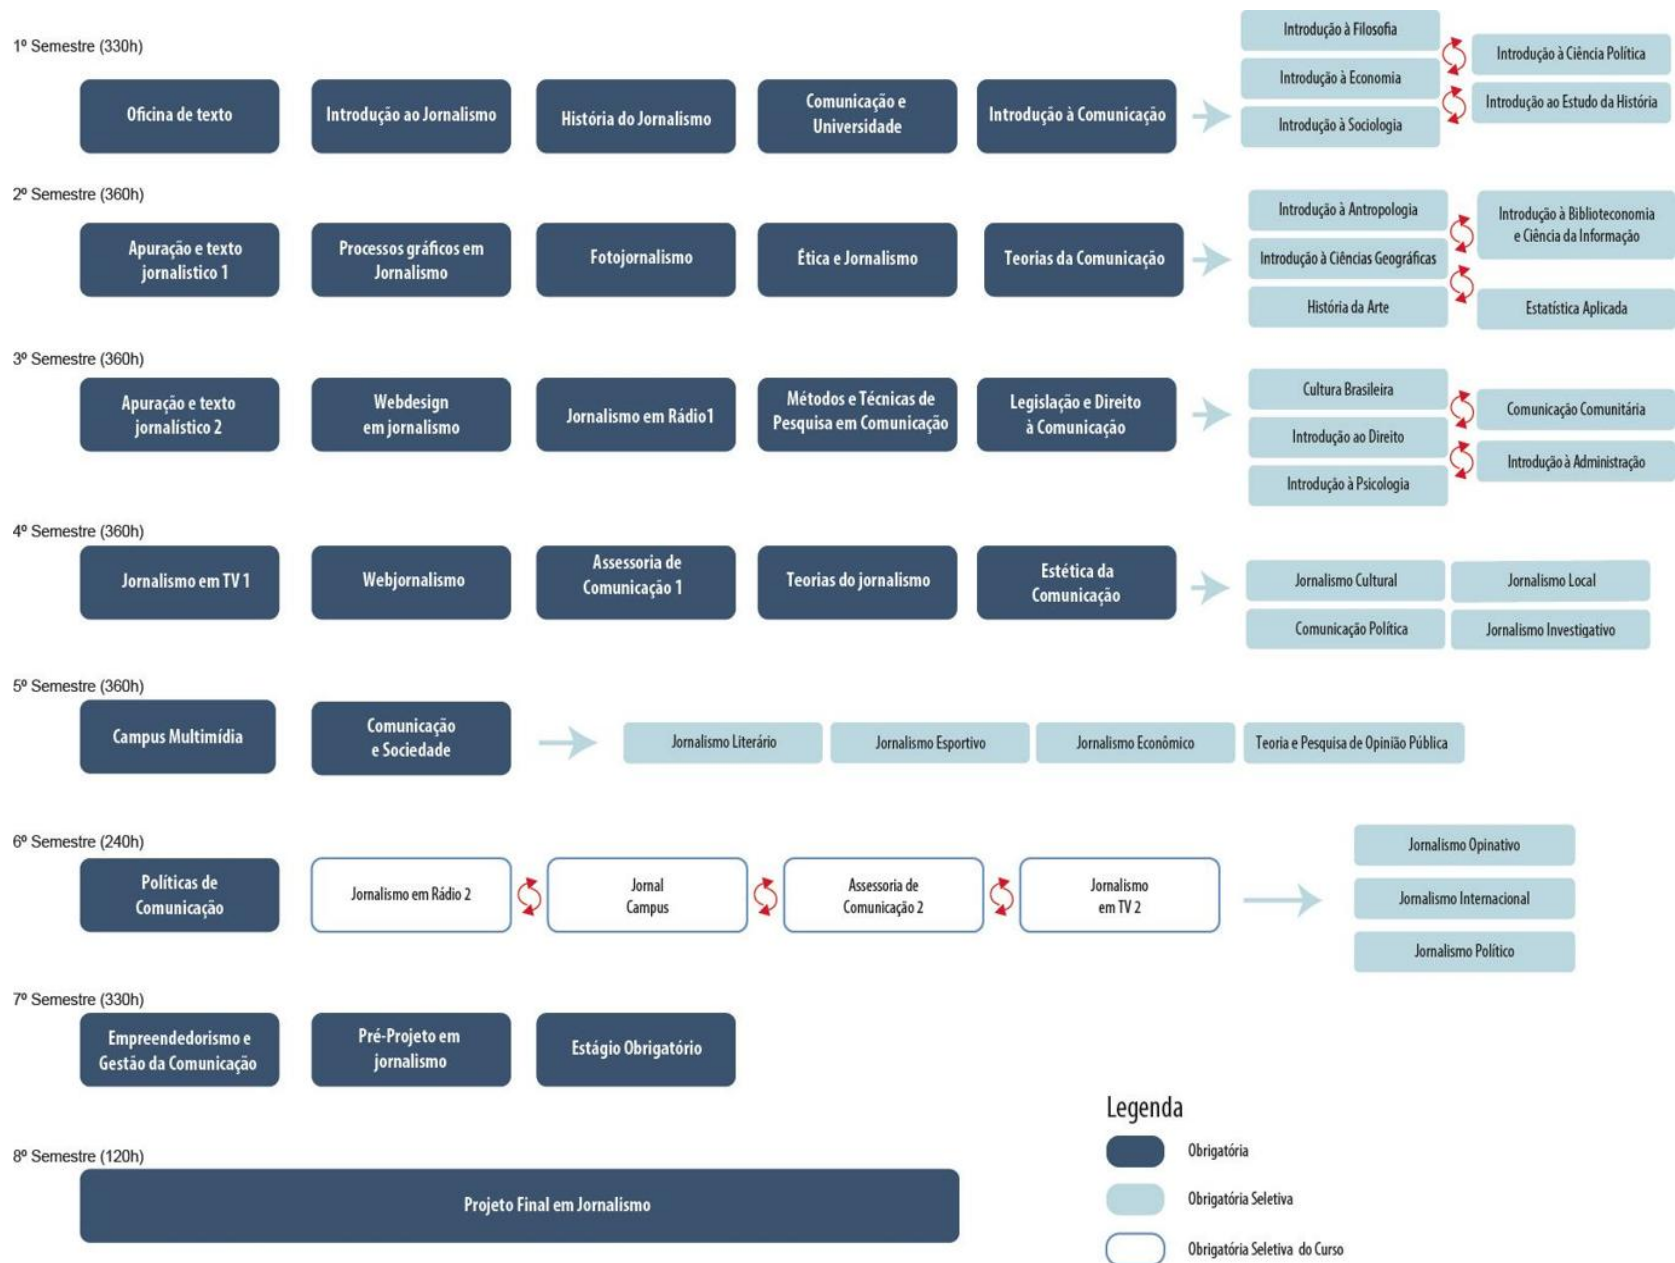 1º Semestre (330h)
Oficina de texto
Introdução ao Jornalismo
História do Jornalismo
Comunicação e
Universidade
Introdução à Comunicação
Introdução à Filosofia
Introdução à Economia
Introdução à Sociologia
Introdução à Ciência Política
Introdução ao Estudo da História
2º Semestre (360h)
Apuração e texto
jornalistico 1
Processos gráficos em
Jornalismo
Fotojornalismo
Ética e Jornalismo
Teorias da Comunicação
Introdução à Antropologia
Introdução à Ciências Geográficas
História da Arte
Introdução à Biblioteconomia
e Ciência da Informação
Estatística Aplicada
3º Semestre (360h)
Apuração e texto
jornalístico 2
Webdesign
em jornalismo
Jornalismo em Rádio1
Métodos e Técnicas de
Pesquisa em Comunicação
Legislação e Direito
à Comunicação
Cultura Brasileira
Introdução ao Direito
Introdução à Psicologia
Comunicação Comunitária
Introdução à Administração
4º Semestre (360h)
Jornalismo em TV 1
Webjornalismo
Assessoria de
Comunicação 1
Teorias do jornalismo
Estética da
Comunicação
Jornalismo Cultural
Jornalismo Local
Comunicação Política
Jornalismo Investigativo
5º Semestre (360h)
Campus Multimídia
Comunicação
e Sociedade
Jornalismo Literário
Jornalismo Esportivo
Jornalismo Econômico
Teoria e Pesquisa de Opinião Pública
6º Semestre (240h)
Políticas de
Comunicação
Jornalismo em Rádio 2
Jornal
Campus
Assessoria de
Comunicação 2
Jornalismo
em TV 2
Jornalismo Opinativo
Jornalismo Internacional
Jornalismo Político
7º Semestre (330h)
Empreendedorismo e
Gestão da Comunicação
Pré-Projeto em
jornalismo
Estágio Obrigatório
8º Semestre (120h)
Projeto Final em Jornalismo
Legenda
Obrigatória
Obrigatória Seletiva
Obrigatória Seletiva do Curso